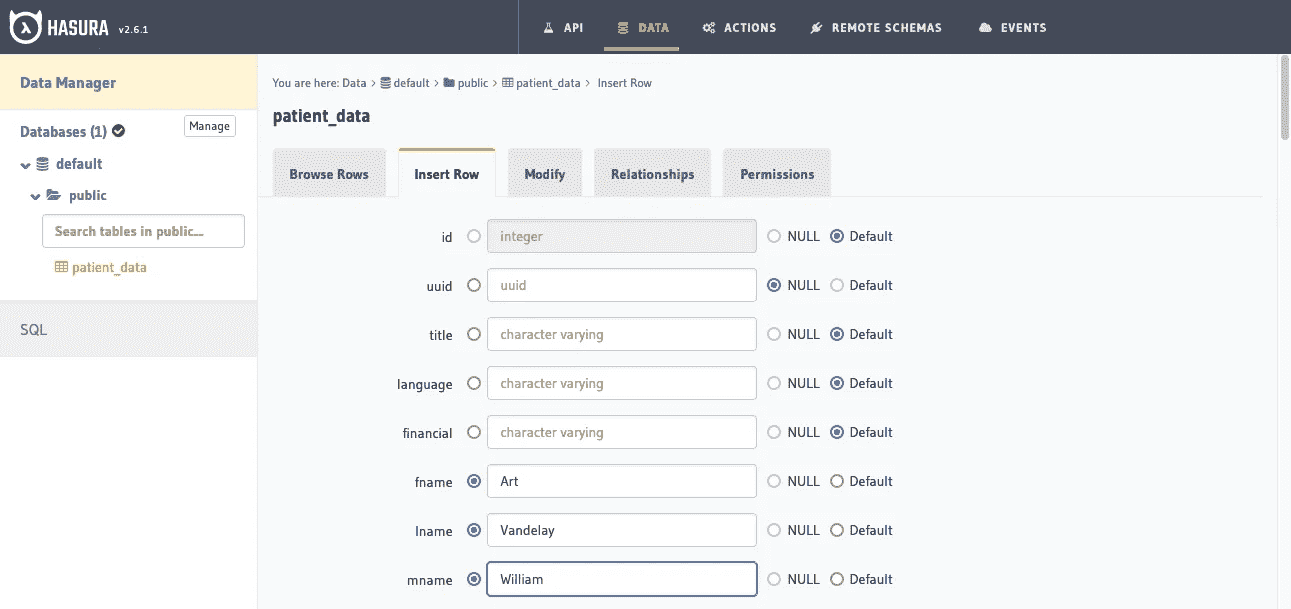 HASURA v2.6.1 API DATA ACTIONS REMOTE SCHEMAS EVENTS
Data Manager
Databases (1) Manage
default
public
Search tables in public...
patient_data
SQL
You are here: Data > default > public > patient_data > Insert Row
patient_data
Browse Rows Insert Row Modify Relationships Permissions
id integer NULL Default
uuid uuid NULL Default
title character varying NULL Default
language character varying NULL Default
financial character varying NULL Default
fname Art NULL Default
lname Vandelay NULL Default
mname William NULL Default